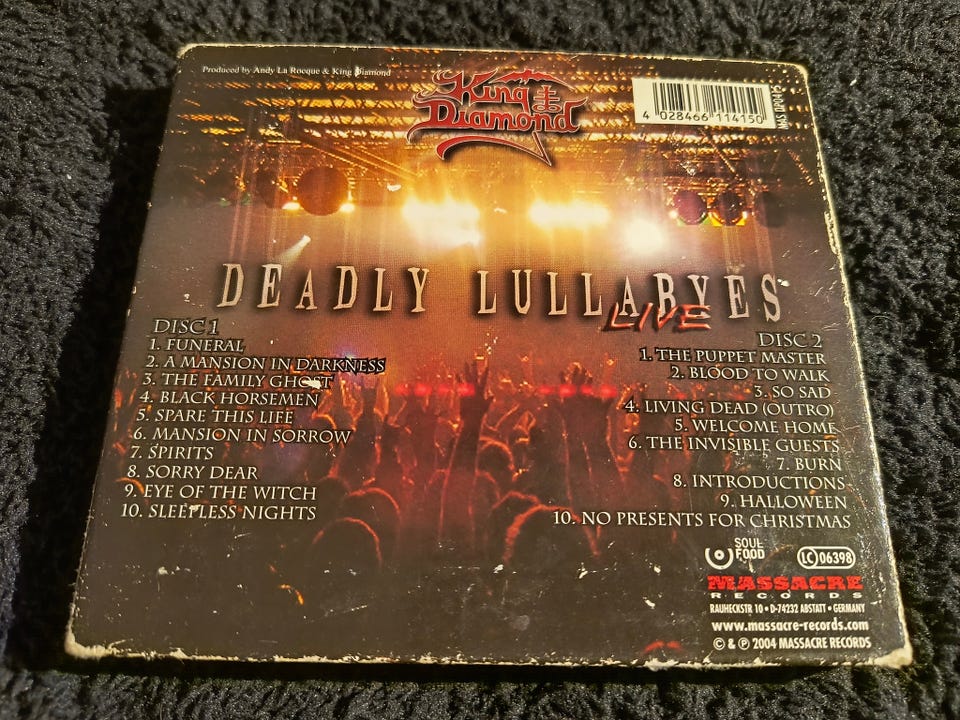 Produced by Andy La Rocque & King Diamond
King Diamond
4 028466 114150
MAS DP0415
DEADLY LULLABYES
LIVE
DISC 1
1. FUNERAL
2. A MANSION IN DARKNESS
3. THE FAMILY GHOST
4. BLACK HORSEMEN
5. SPARE THIS LIFE
6. MANSION IN SORROW
7. SPIRITS
8. SORRY DEAR
9. EYE OF THE WITCH
10. SLEEPLESS NIGHTS
DISC 2
1. THE PUPPET MASTER
2. BLOOD TO WALK
3. SO SAD
4. LIVING DEAD (OUTRO)
5. WELCOME HOME
6. THE INVISIBLE GUESTS
7. BURN
8. INTRODUCTIONS
9. HALLOWEEN
10. NO PRESENTS FOR CHRISTMAS
SOUL
FOOD
LC 06398
MASSACRE
RECORDS
RAUHECKSTR 10 • D-74232 ABSTATT • GERMANY
www.massacre-records.com
© & ℗ 2004 MASSACRE RECORDS